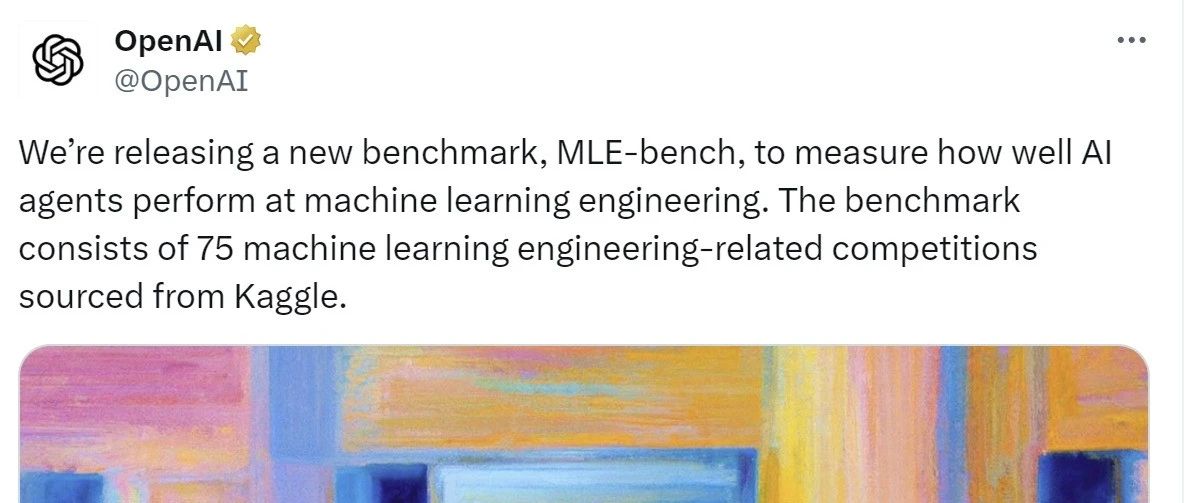 OpenAI
@OpenAI
We’re releasing a new benchmark, MLE-bench, to measure how well AI
agents perform at machine learning engineering. The benchmark
consists of 75 machine learning engineering-related competitions
sourced from Kaggle.